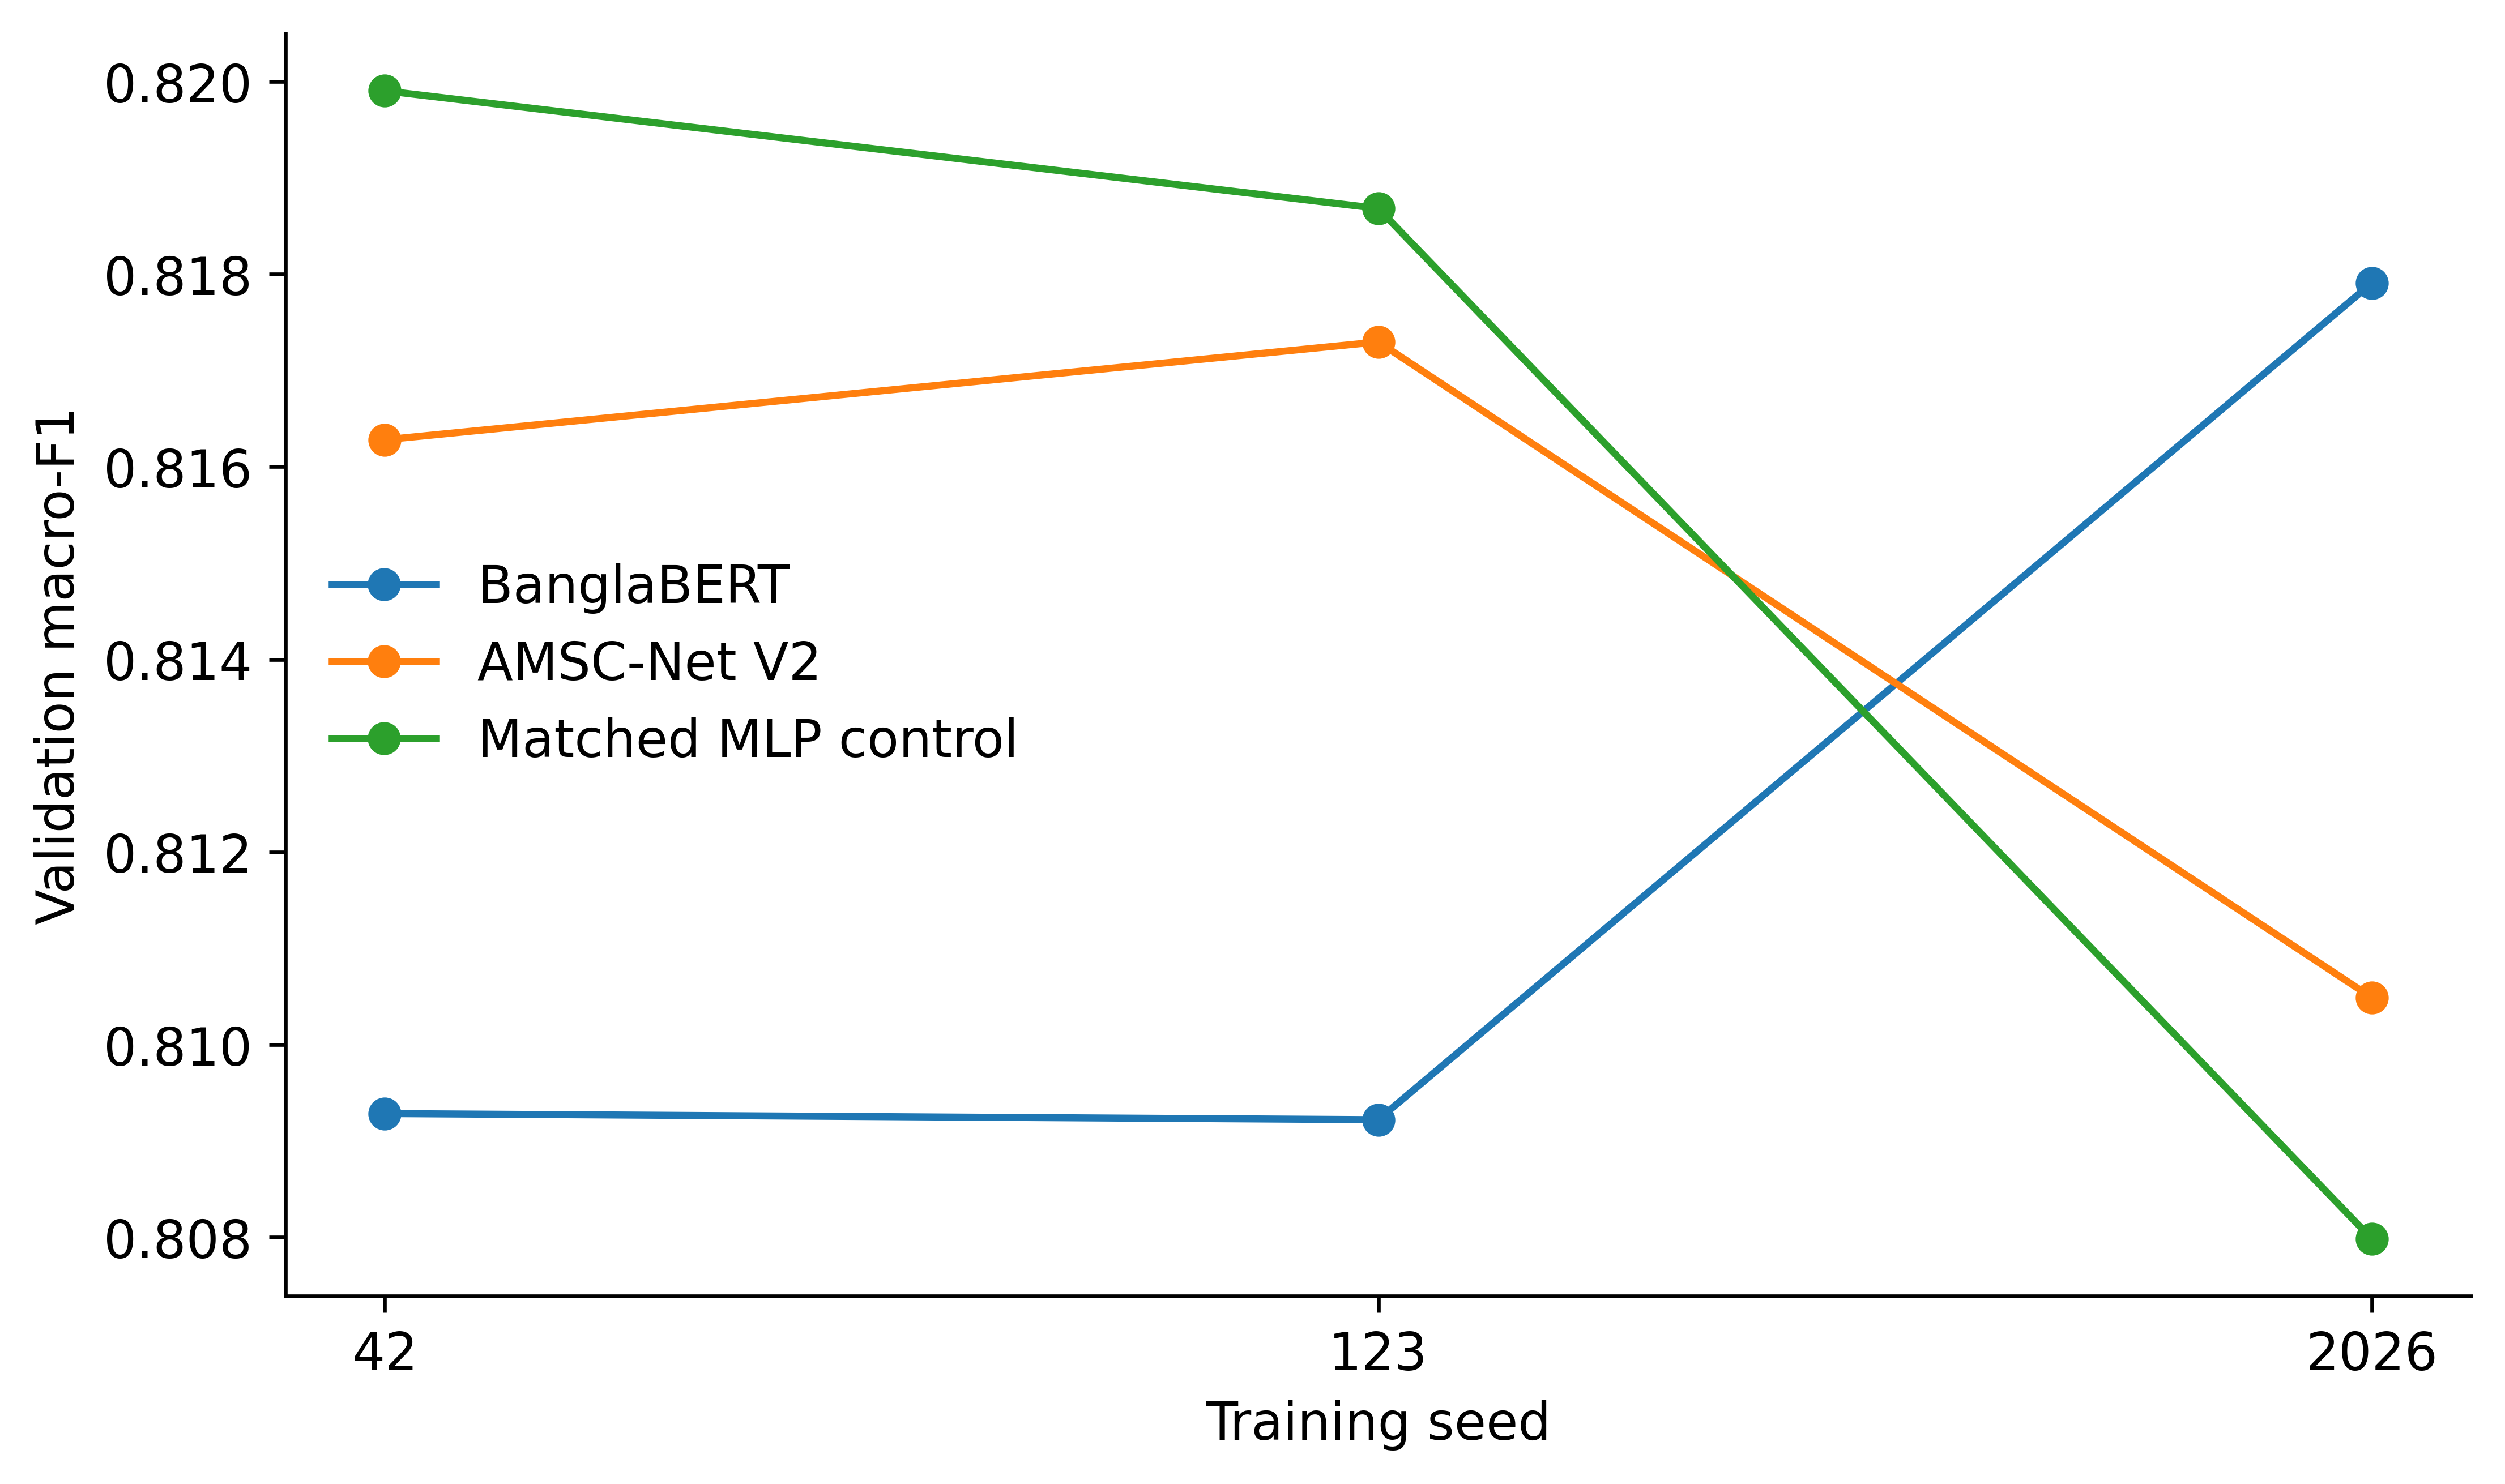 0.820
0.818
0.816
0.814
0.812
0.810
0.808
Validation macro-F1
BanglaBERT
AMSC-Net V2
Matched MLP control
42 123 2026
Training seed